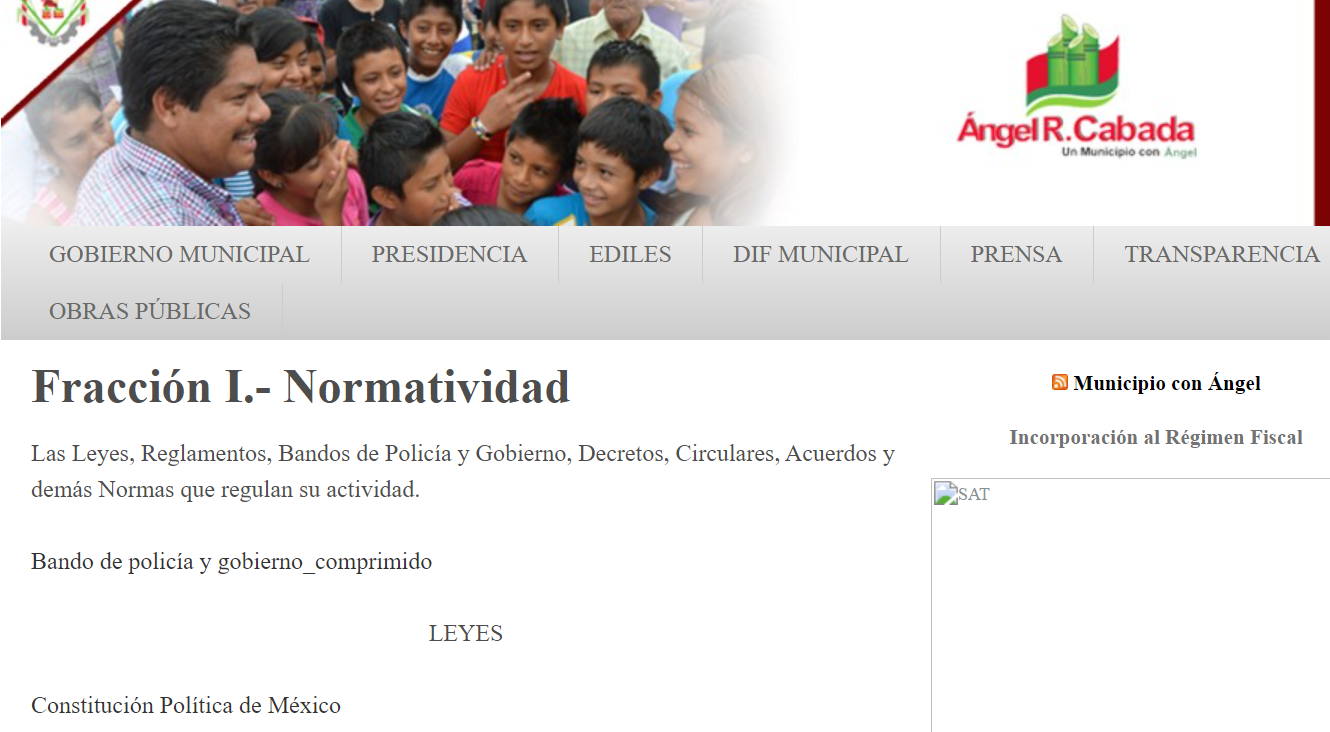 Ángel R. Cabada
Un Municipio con Ángel
GOBIERNO MUNICIPAL
PRESIDENCIA
EDILES
DIF MUNICIPAL
PRENSA
TRANSPARENCIA
OBRAS PÚBLICAS
Fracción I.- Normatividad
Las Leyes, Reglamentos, Bandos de Policía y Gobierno, Decretos, Circulares, Acuerdos y
demás Normas que regulan su actividad.
Bando de policía y gobierno_comprimido
LEYES
Constitución Política de México
Municipio con Ángel
Incorporación al Régimen Fiscal
SAT